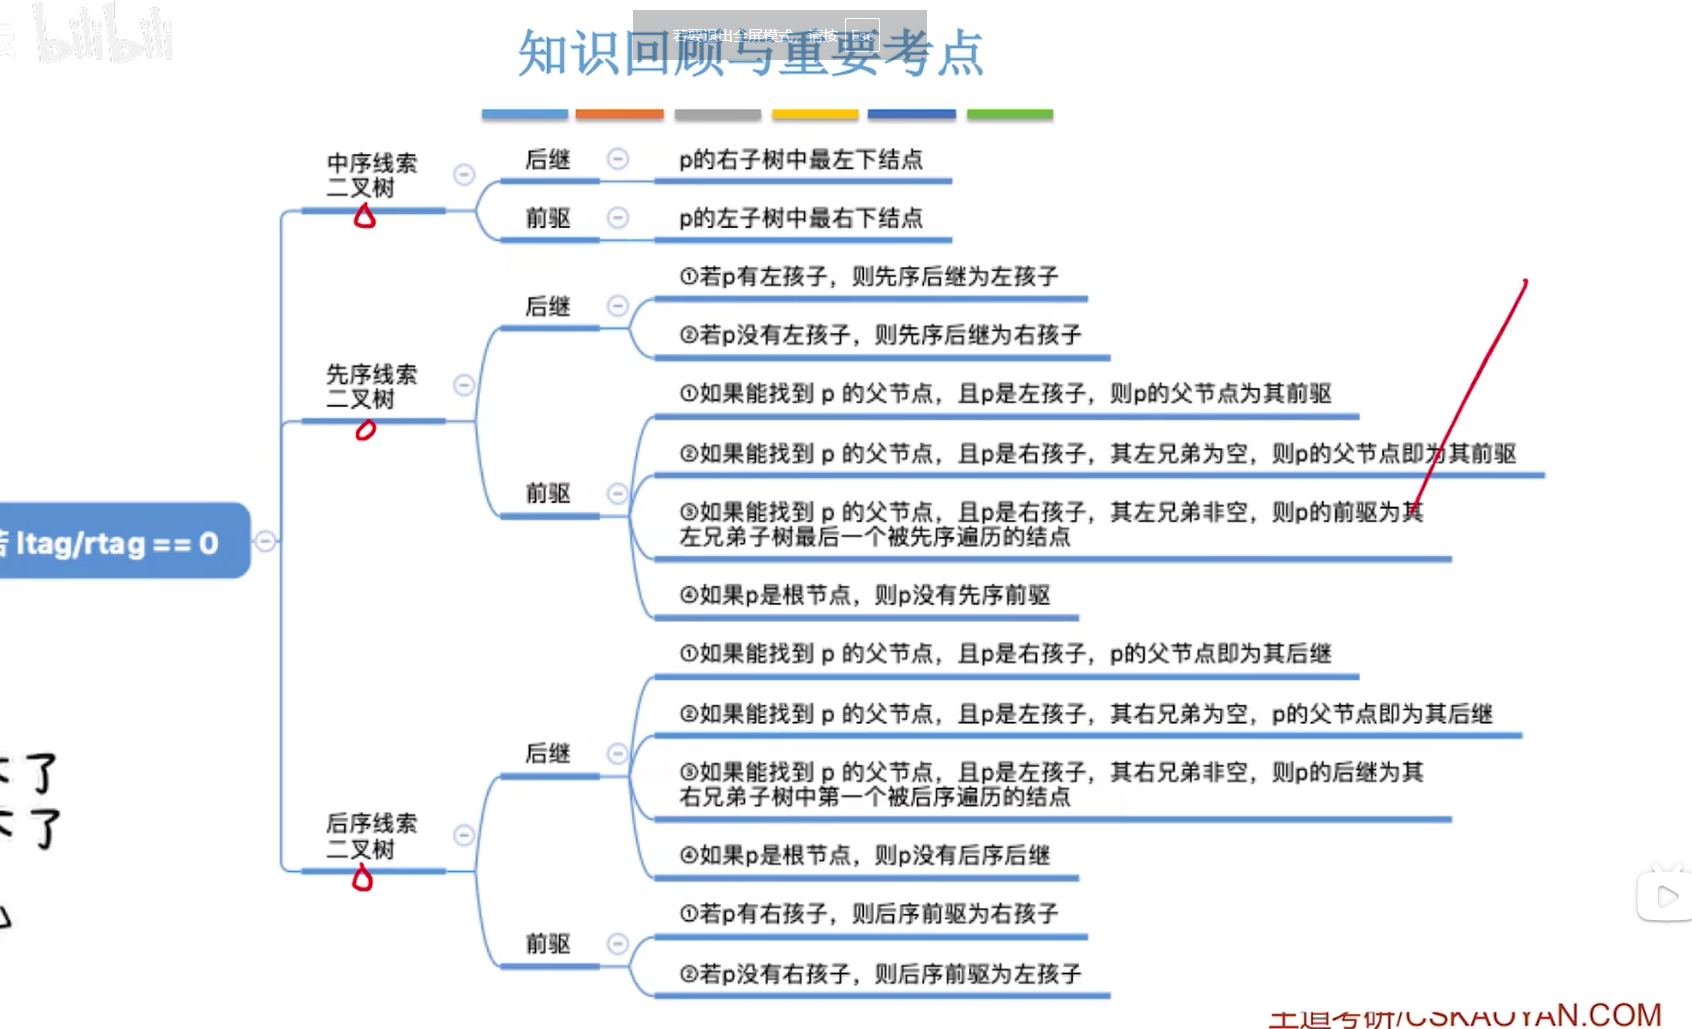 bilibili
若要退出全屏模式，请按 Esc
知识回顾与重要考点
中序线索
二叉树
后继
p的右子树中最左下结点
前驱
p的左子树中最右下结点
先序线索
二叉树
后继
①若p有左孩子，则先序后继为左孩子
②若p没有左孩子，则先序后继为右孩子
前驱
①如果能找到 p 的父节点，且p是左孩子，则p的父节点为其前驱
②如果能找到 p 的父节点，且p是右孩子，其左兄弟为空，则p的父节点即为其前驱
③如果能找到 p 的父节点，且p是右孩子，其左兄弟非空，则p的前驱为其
左兄弟子树最后一个被先序遍历的结点
④如果p是根节点，则p没有先序前驱
若 ltag/rtag == 0
后序线索
二叉树
后继
①如果能找到 p 的父节点，且p是右孩子，p的父节点即为其后继
②如果能找到 p 的父节点，且p是左孩子，其右兄弟为空，p的父节点即为其后继
③如果能找到 p 的父节点，且p是左孩子，其右兄弟非空，则p的后继为其
右兄弟子树中第一个被后序遍历的结点
④如果p是根节点，则p没有后序后继
前驱
①若p有右孩子，则后序前驱为右孩子
②若p没有右孩子，则后序前驱为左孩子
不了
不了
王道考研/CSKAOYAN.COM